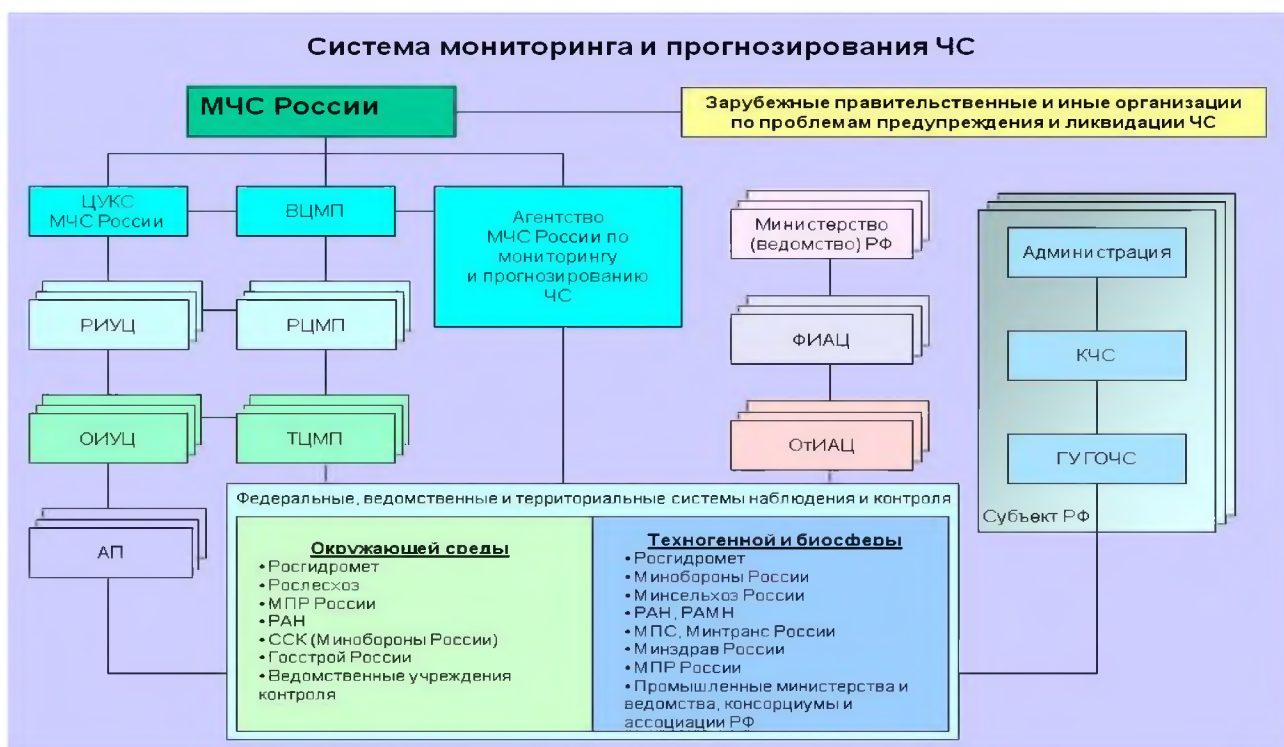 Система мониторинга и прогнозирования ЧС
МЧС России
Зарубежные правительственные и иные организации
по проблемам предупреждения и ликвидации ЧС
ЦУКС
МЧС России
ВЦМП
Агентство
МЧС России по
мониторингу
и прогнозированию
ЧС
Министерство
(ведомство) РФ
Администрация
РИУЦ
РЦМП
ФИАЦ
КЧС
ОИУЦ
ТЦМП
ОтИАЦ
ГУГОЧС
Субъект РФ
АП
Федеральные, ведомственные и территориальные системы наблюдения и контроля
Окружающей среды
• Росгидромет
• Рослесхоз
• МПР России
• РАН
• ССК (Минобороны России)
• Госстрой России
• Ведомственные учреждения
контроля
Техногенной и биосферы
• Росгидромет
• Минобороны России
• Минсельхоз России
• РАН, РАМН
• МПС, Минтранс России
• Минздрав России
• МПР России
• Промышленные министерства и
ведомства, консорциумы и
ассоциации РФ